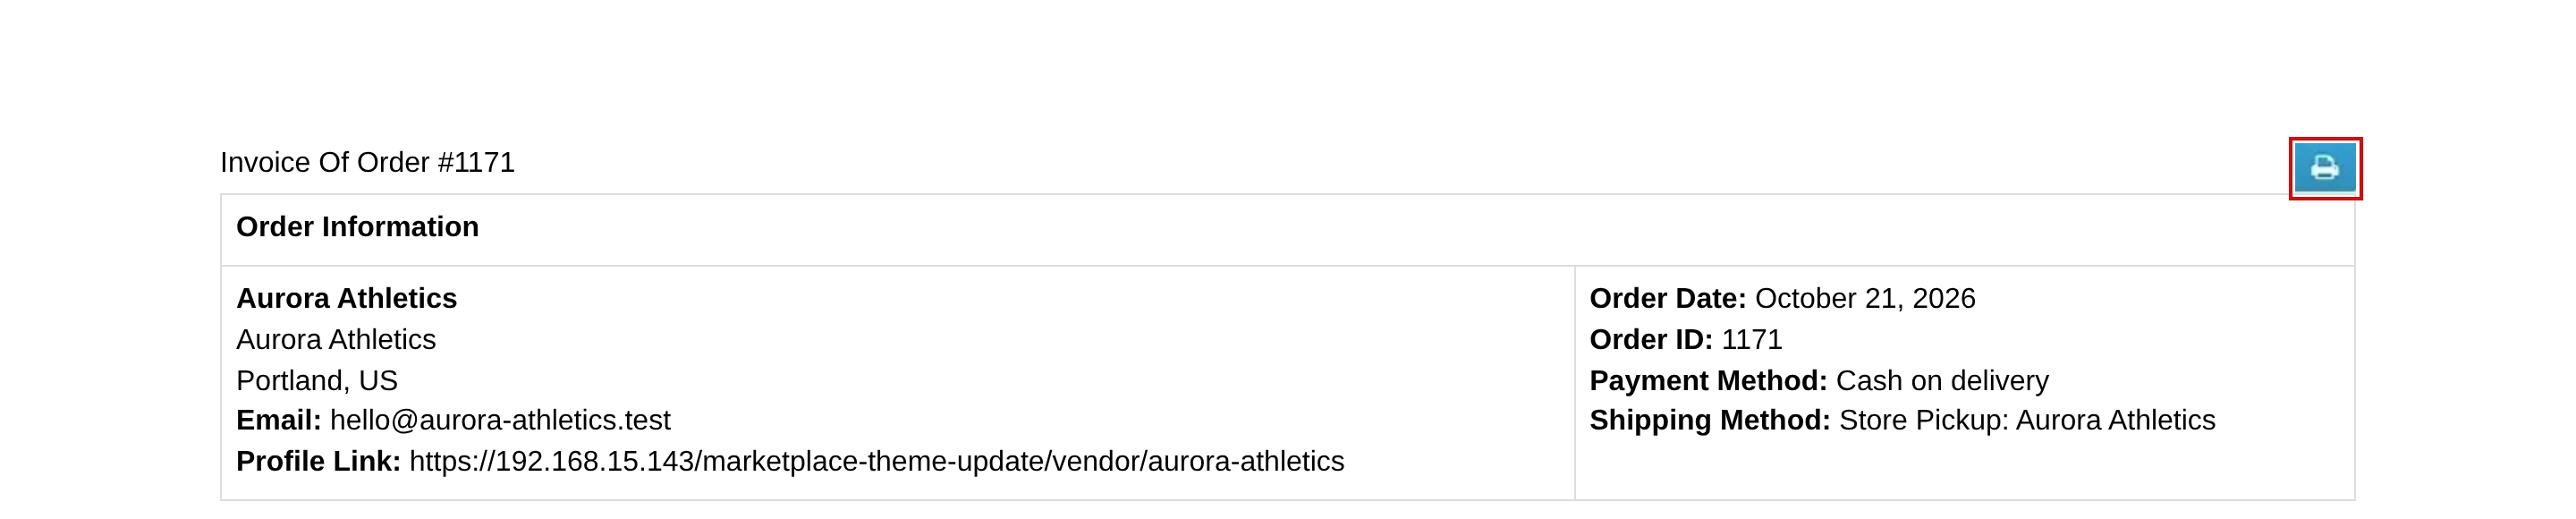 Invoice Of Order #1171
Order Information
Aurora Athletics
Aurora Athletics
Portland, US
Email: hello@aurora-athletics.test
Profile Link: https://192.168.15.143/marketplace-theme-update/vendor/aurora-athletics
Order Date: October 21, 2026
Order ID: 1171
Payment Method: Cash on delivery
Shipping Method: Store Pickup: Aurora Athletics